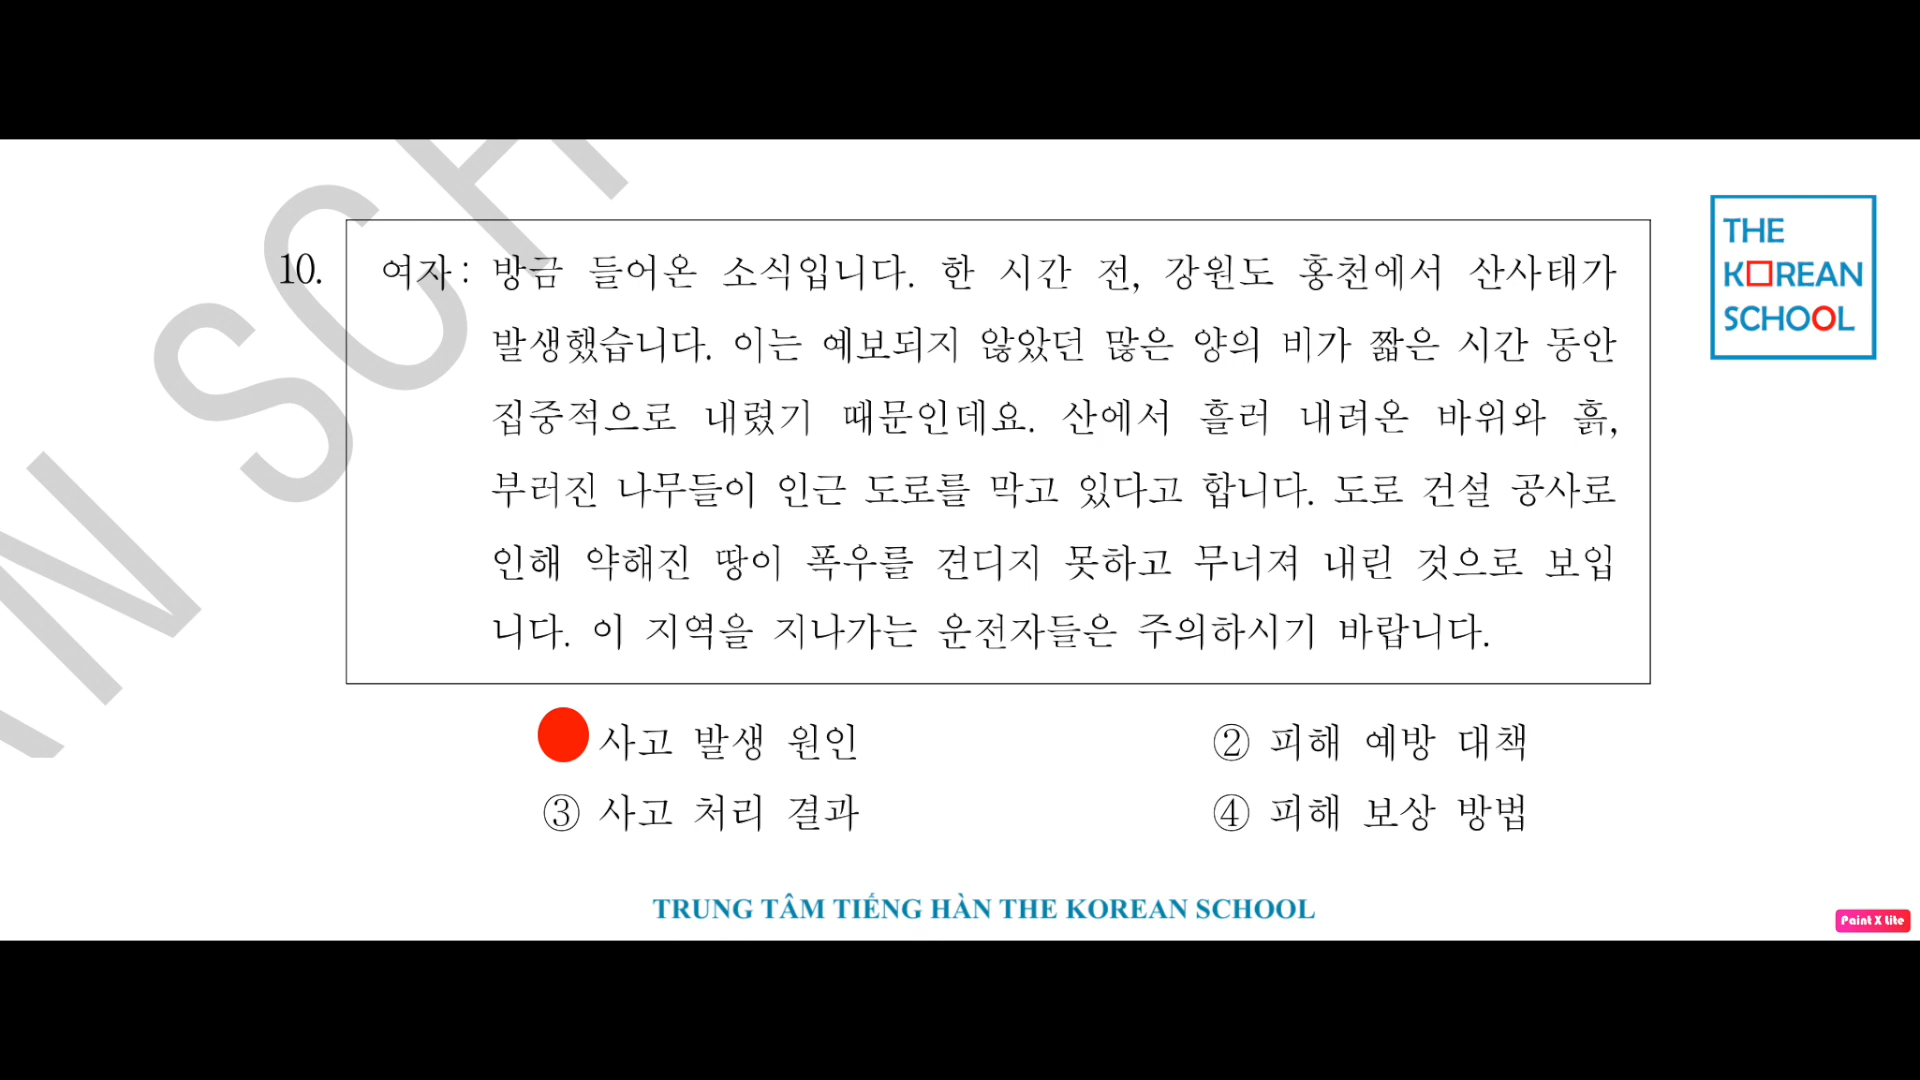 THE
KOREAN
SCHOOL
AN SCH
10.
여자 : 방금 들어온 소식입니다. 한 시간 전, 강원도 홍천에서 산사태가
발생했습니다. 이는 예보되지 않았던 많은 양의 비가 짧은 시간 동안
집중적으로 내렸기 때문인데요. 산에서 흘러 내려온 바위와 흙,
부러진 나무들이 인근 도로를 막고 있다고 합니다. 도로 건설 공사로
인해 약해진 땅이 폭우를 견디지 못하고 무너져 내린 것으로 보입
니다. 이 지역을 지나가는 운전자들은 주의하시기 바랍니다.
사고 발생 원인
② 피해 예방 대책
③ 사고 처리 결과
④ 피해 보상 방법
TRUNG TÂM TIẾNG HÀN THE KOREAN SCHOOL
Paint X Lite